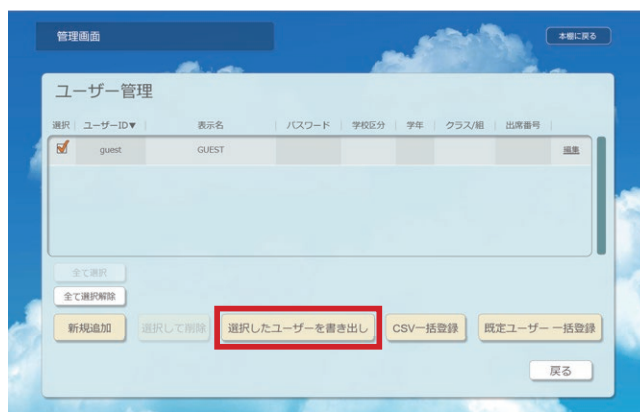 管理画面
本棚に戻る
ユーザー管理
選択 ユーザーID▼ 表示名 パスワード 学校区分 学年 クラス/組 出席番号
guest GUEST 編集
全て選択
全て選択解除
新規追加 選択して削除 選択したユーザーを書き出し CSV一括登録 既定ユーザー 一括登録
戻る